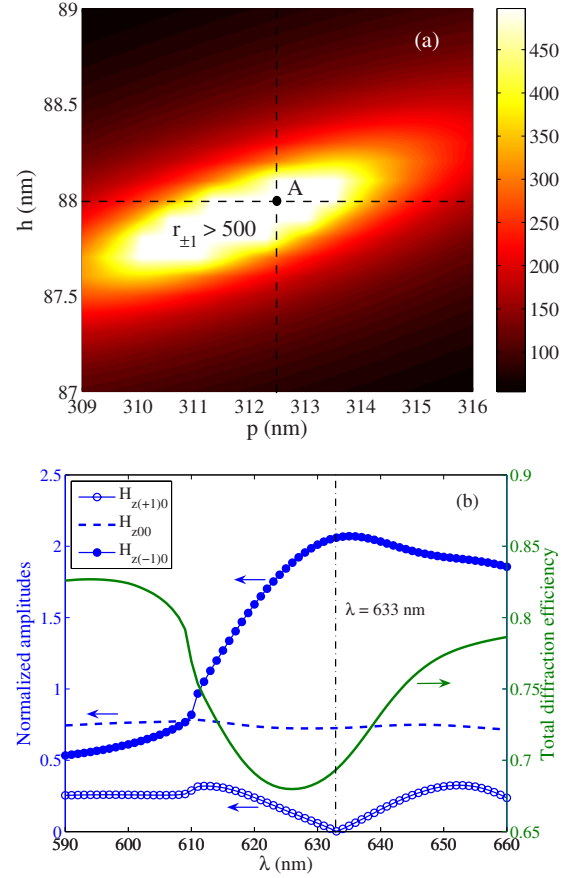 (a)
h (nm)
89
88.5
88
87.5
87
A
r±1 > 500
309 310 311 312 313 314 315 316
p (nm)
450
400
350
300
250
200
150
100
(b)
H_z(+1)0
H_z00
H_z(−1)0
λ = 633 nm
Normalized amplitudes
2.5
2
1.5
1
0.5
0
Total diffraction efficiency
0.9
0.85
0.8
0.75
0.7
0.65
590 600 610 620 630 640 650 660
λ (nm)